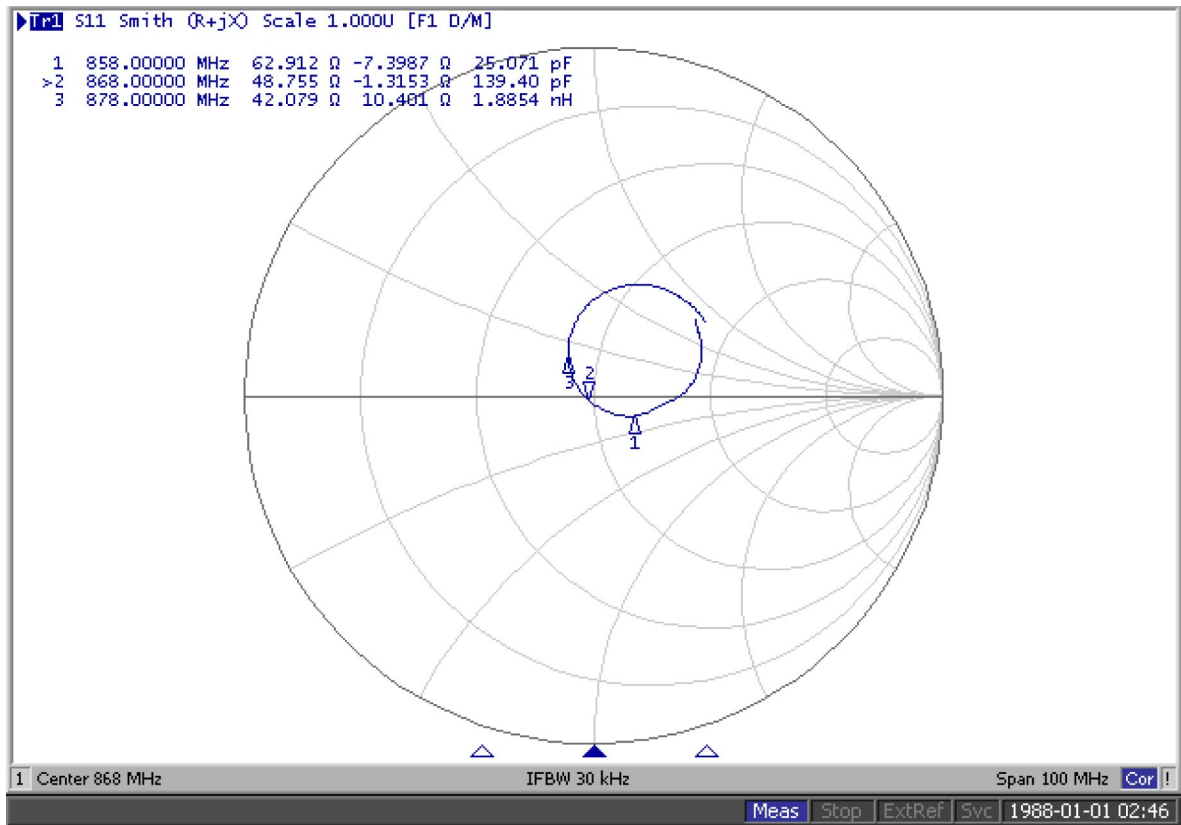 Tr1 S11 Smith (R+jX) Scale 1.000U [F1 D/M]
1 858.00000 MHz 62.912 Ω -7.3987 Ω 25.071 pF
>2 868.00000 MHz 48.755 Ω -1.3153 Ω 139.40 pF
3 878.00000 MHz 42.079 Ω 10.401 Ω 1.8854 nH
2
3
1
1 Center 868 MHz IFBW 30 kHz Span 100 MHz Cor !
Meas Stop ExtRef Svc 1988-01-01 02:46